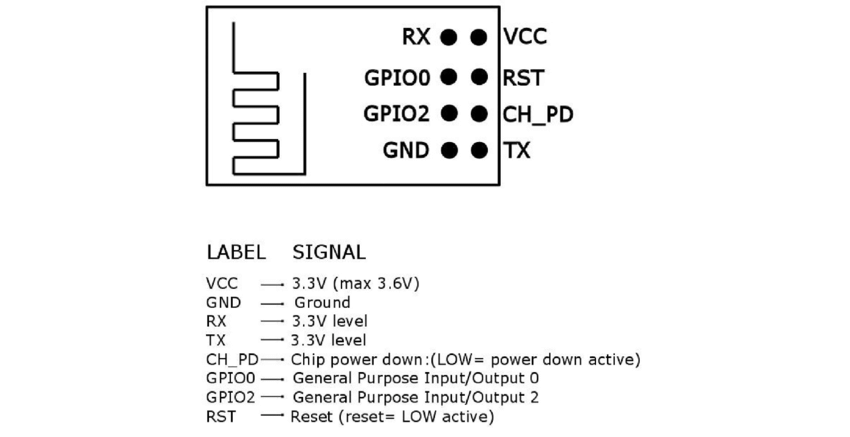 RX VCC
GPIO0 RST
GPIO2 CH_PD
GND TX
LABEL SIGNAL
VCC 3.3V (max 3.6V)
GND Ground
RX 3.3V level
TX 3.3V level
CH_PD Chip power down:(LOW= power down active)
GPIO0 General Purpose Input/Output 0
GPIO2 General Purpose Input/Output 2
RST Reset (reset= LOW active)